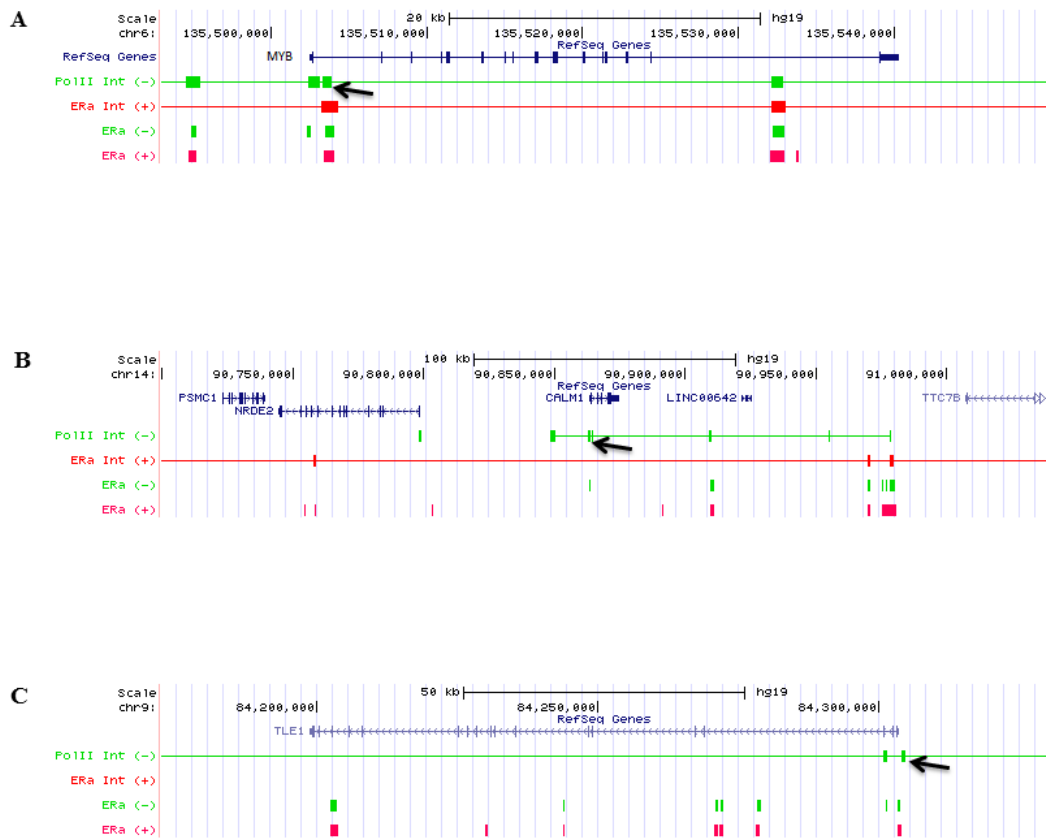 A
Scale 20 kb hg19
chr6: 135,500,000 135,510,000 135,520,000 135,530,000 135,540,000
RefSeq Genes
RefSeq Genes MYB
PolII Int (-)
ERa Int (+)
ERa (-)
ERa (+)
B
Scale 100 kb hg19
chr14: 90,750,000 90,800,000 90,850,000 90,900,000 90,950,000 91,000,000
RefSeq Genes
PSMC1 CALM1 LINC00642 TTC7B
NRDE2
PolII Int (-)
ERa Int (+)
ERa (-)
ERa (+)
C
Scale 50 kb hg19
chr9: 84,200,000 84,250,000 84,300,000
RefSeq Genes
TLE1
PolII Int (-)
ERa Int (+)
ERa (-)
ERa (+)